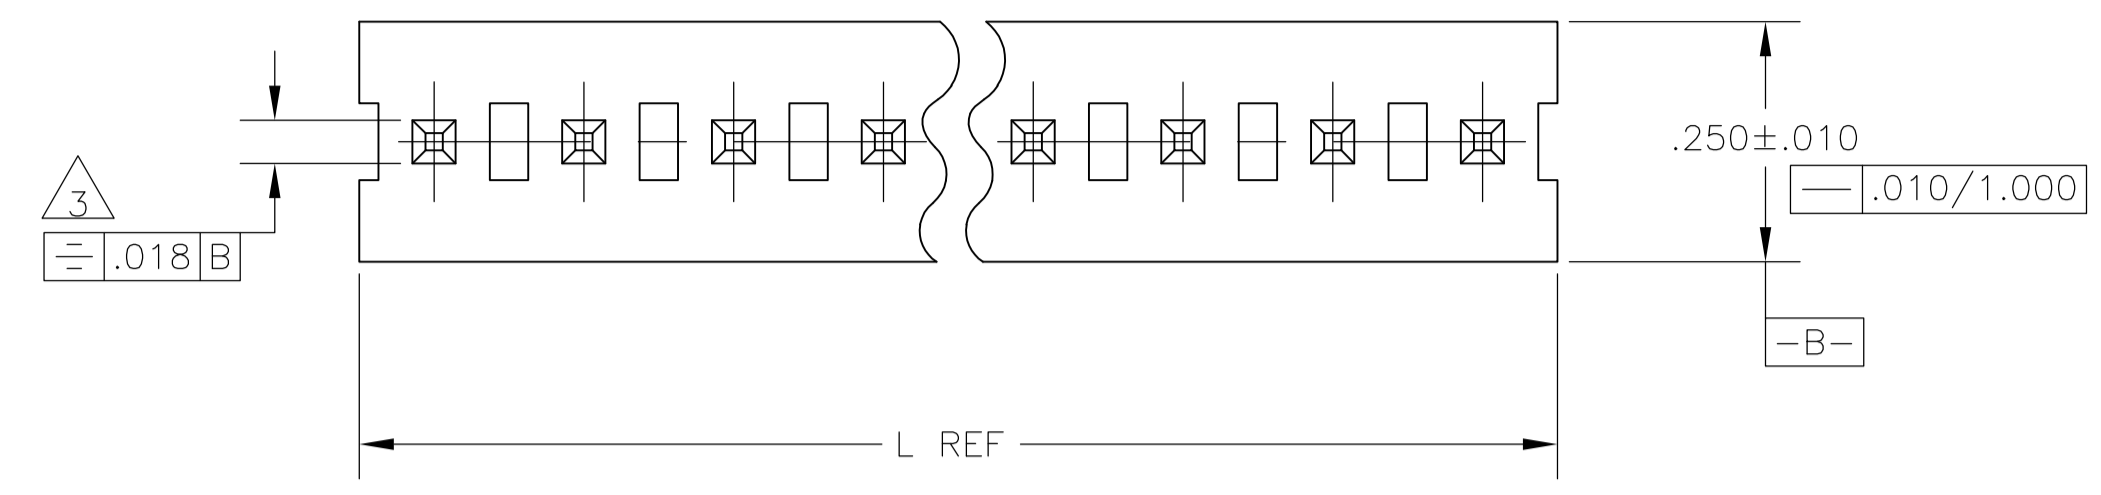 3
⌯ .018 B
.250±.010
⏤ .010/1.000
-B-
L REF